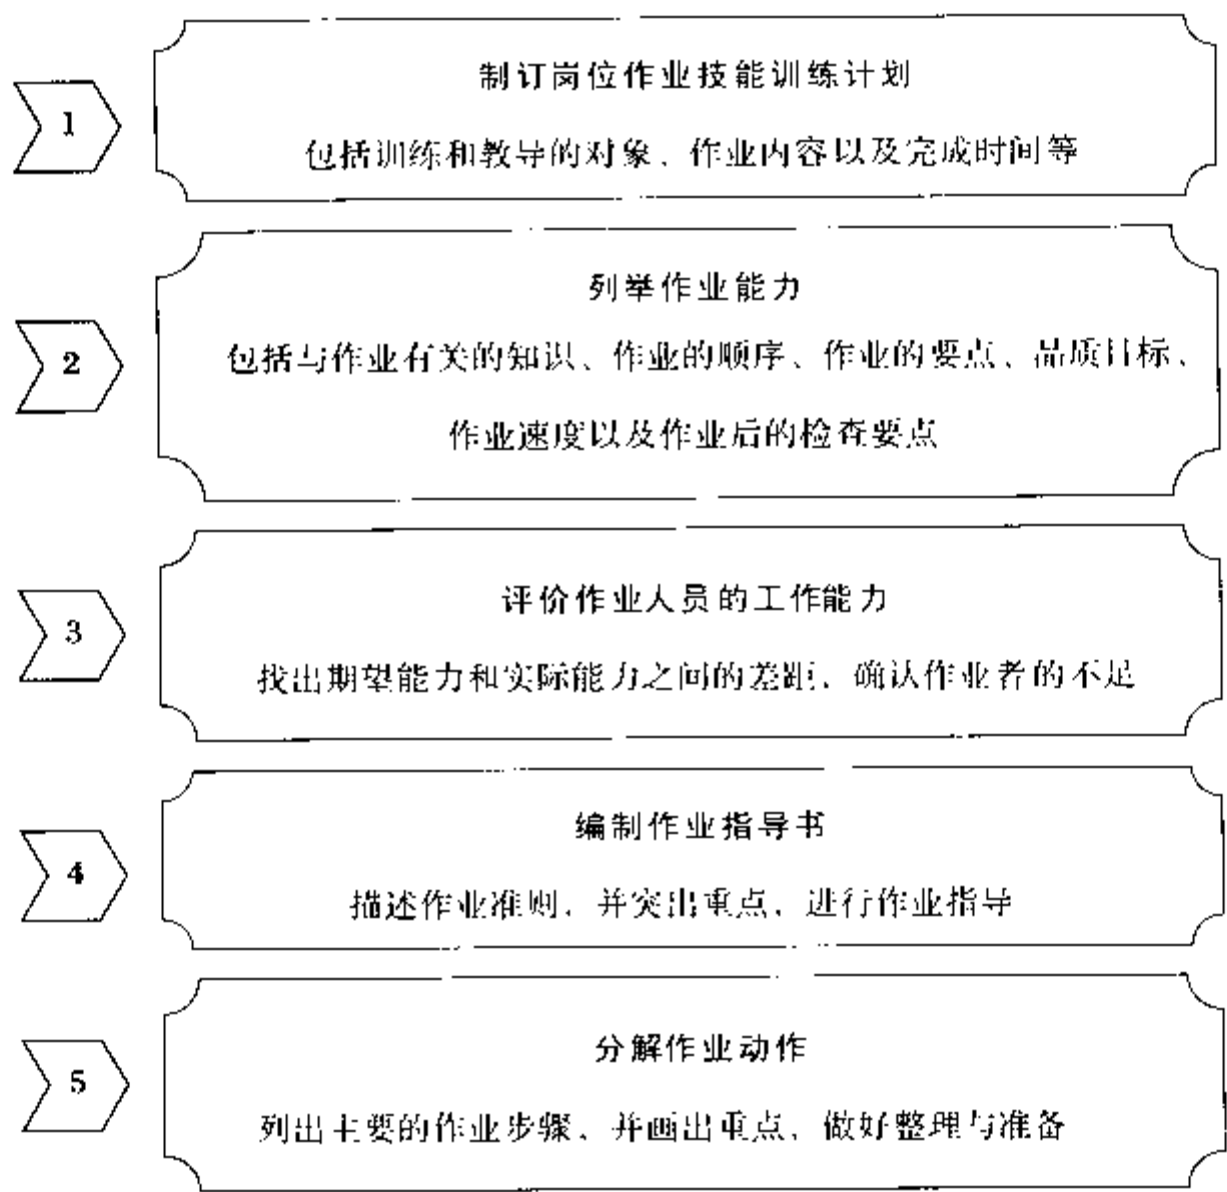 1
制订岗位作业技能训练计划
包括训练和教导的对象、作业内容以及完成时间等
2
列举作业能力
包括与作业有关的知识、作业的顺序、作业的要点、品质目标、
作业速度以及作业后的检查要点
3
评价作业人员的工作能力
找出期望能力和实际能力之间的差距，确认作业者的不足
4
编制作业指导书
描述作业准则，并突出重点，进行作业指导
5
分解作业动作
列出主要的作业步骤，并画出重点，做好整理与准备